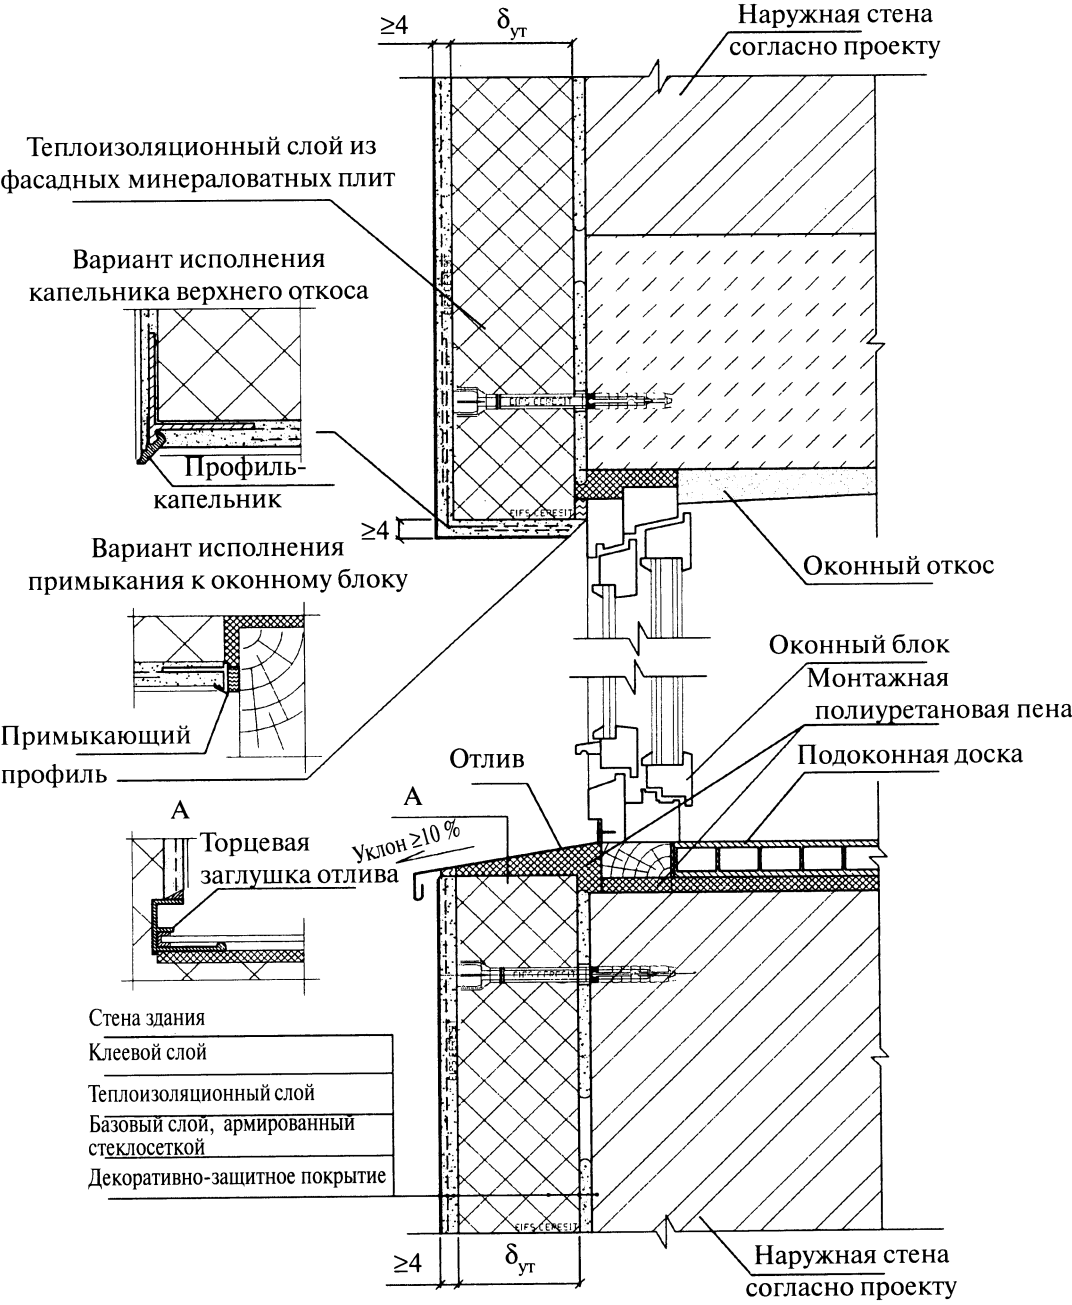 ≥4
δут
Наружная стена
согласно проекту
Теплоизоляционный слой из
фасадных минераловатных плит
Вариант исполнения
капельника верхнего откоса
EIFS CERESIT
Профиль-
капельник
EIFS CERESIT
≥4
Вариант исполнения
примыкания к оконному блоку
Оконный откос
Оконный блок
Монтажная
полиуретановая пена
Примыкающий
профиль
Отлив
Подоконная доска
А
А
Уклон ≥10 %
Торцевая
заглушка отлива
EIFS CERESIT
Стена здания
Клеевой слой
Теплоизоляционный слой
Базовый слой, армированный
стеклосеткой
Декоративно-защитное покрытие
EIFS CERESIT
≥4
δут
Наружная стена
согласно проекту